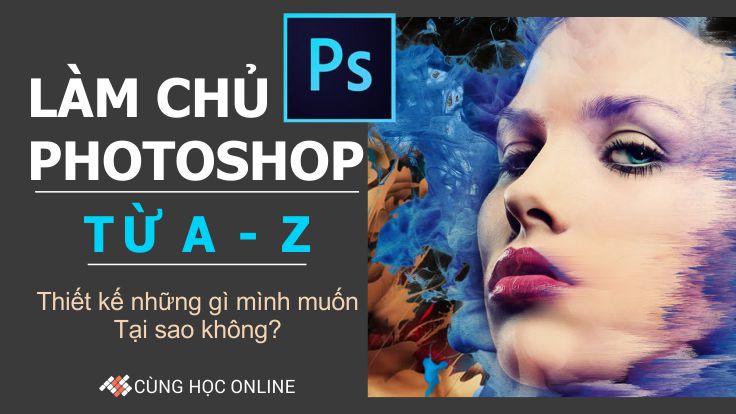 LÀM CHỦ
Ps
PHOTOSHOP
TỪ A - Z
Thiết kế những gì mình muốn
Tại sao không?
CÙNG HỌC ONLINE